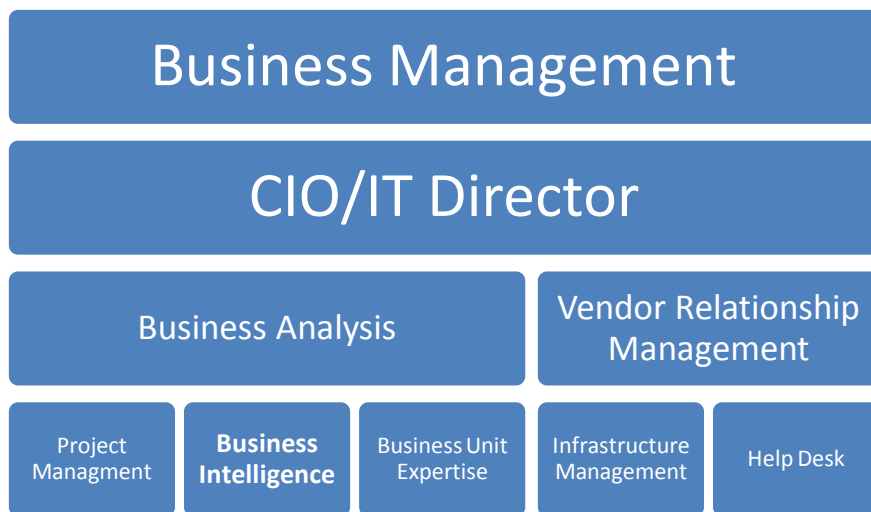 Business Management
CIO/IT Director
Business Analysis
Vendor Relationship
Management
Project
Managment
Business
Intelligence
Business Unit
Expertise
Infrastructure
Management
Help Desk